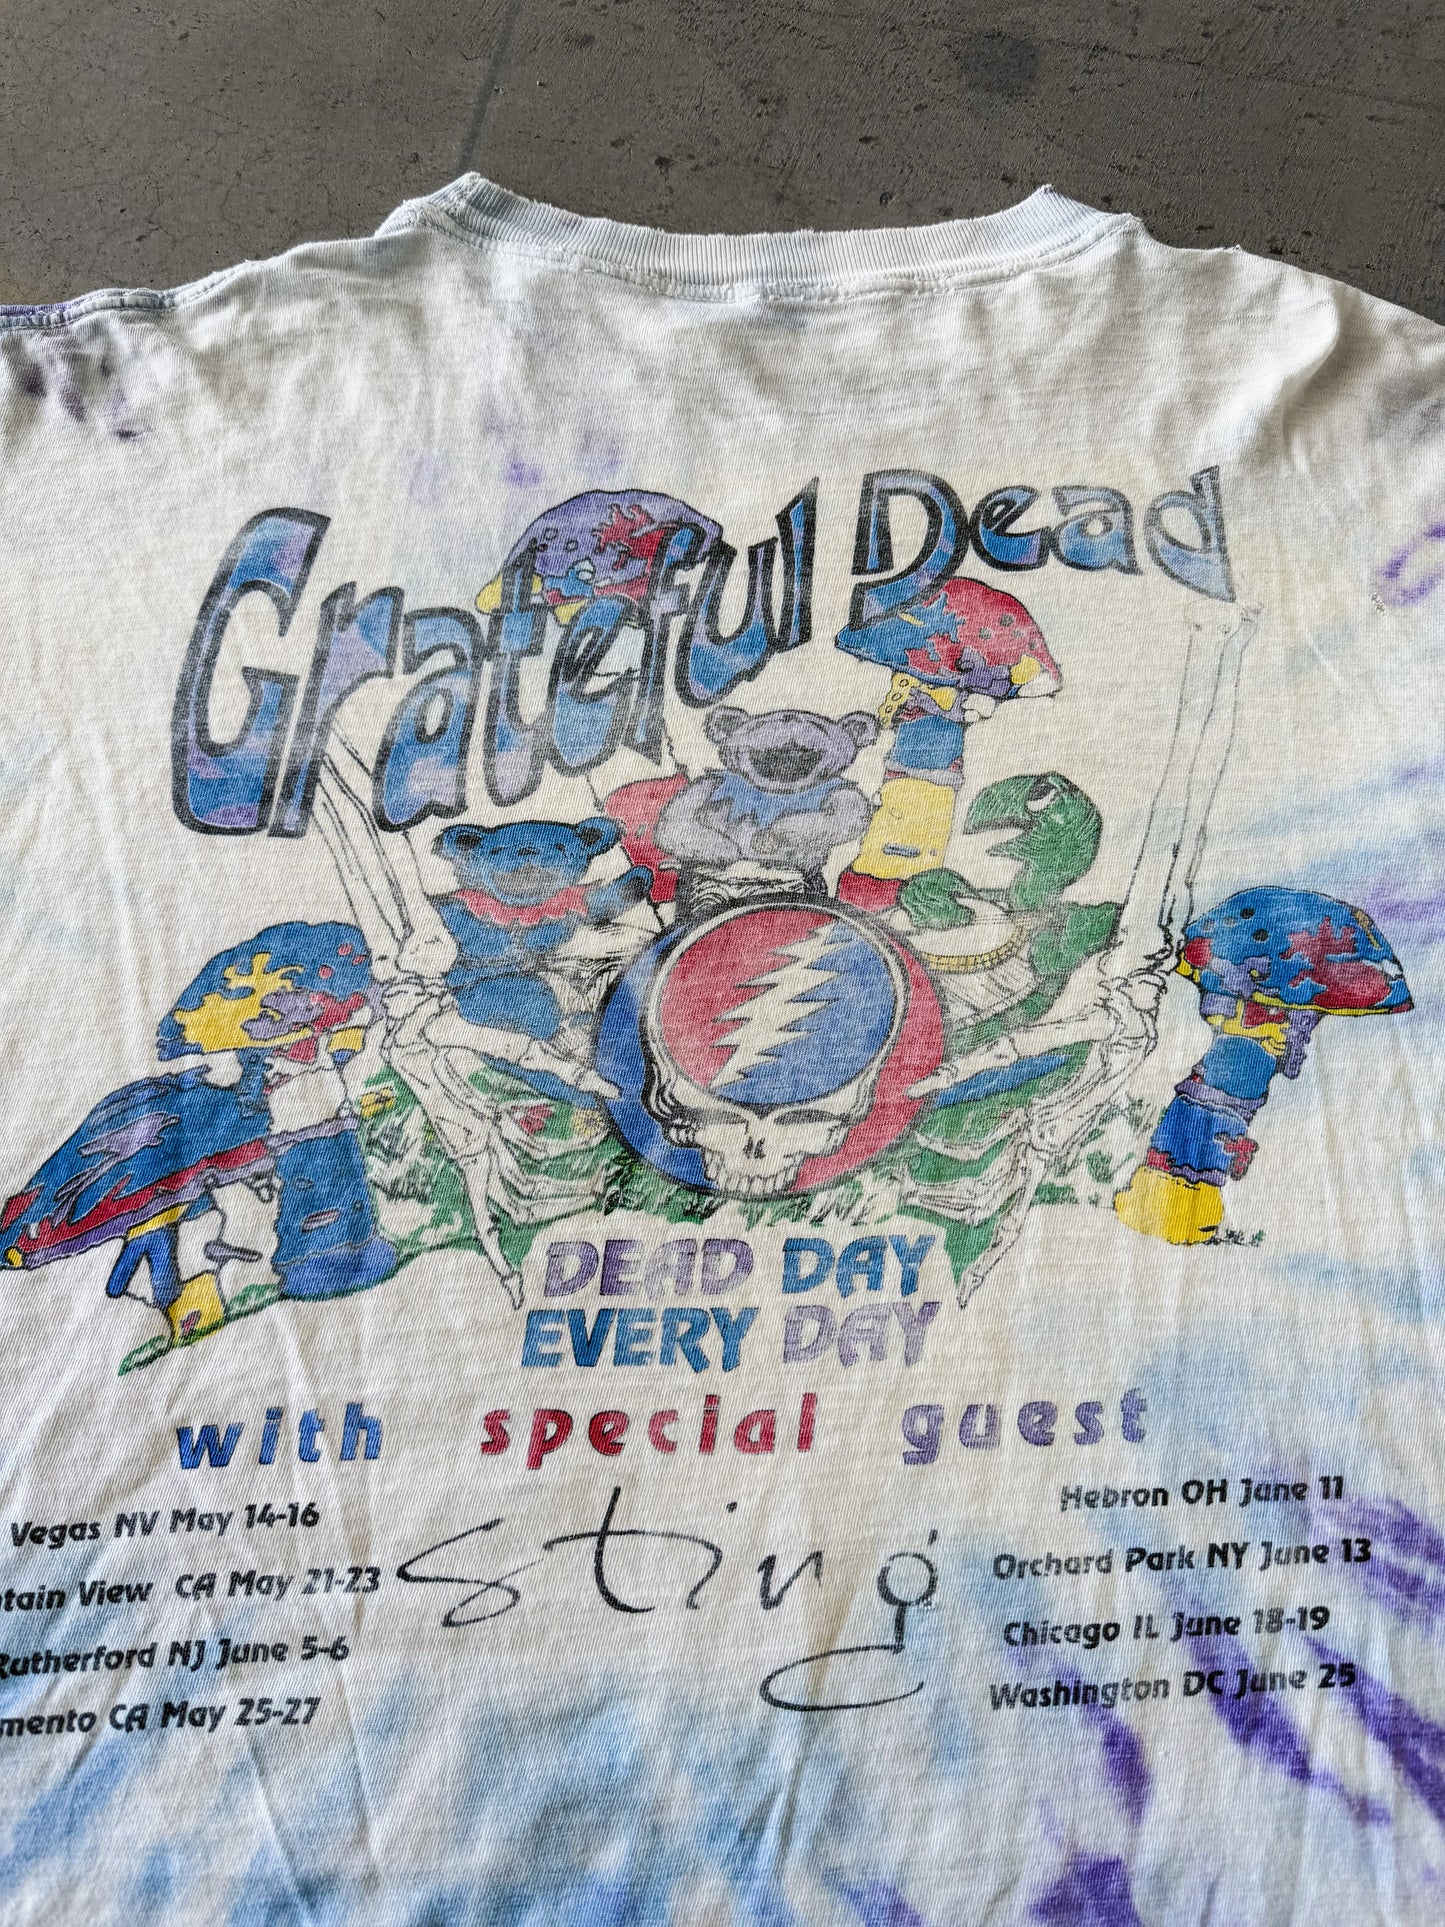 Grateful Dead
DEAD DAY
EVERY DAY
with special guest
Sting
Vegas NV May 14-16
tain View CA May 21-23
Rutherford NJ June 5-6
mento CA May 25-27
Hebron OH June 11
Orchard Park NY June 13
Chicago IL June 18-19
Washington DC June 25